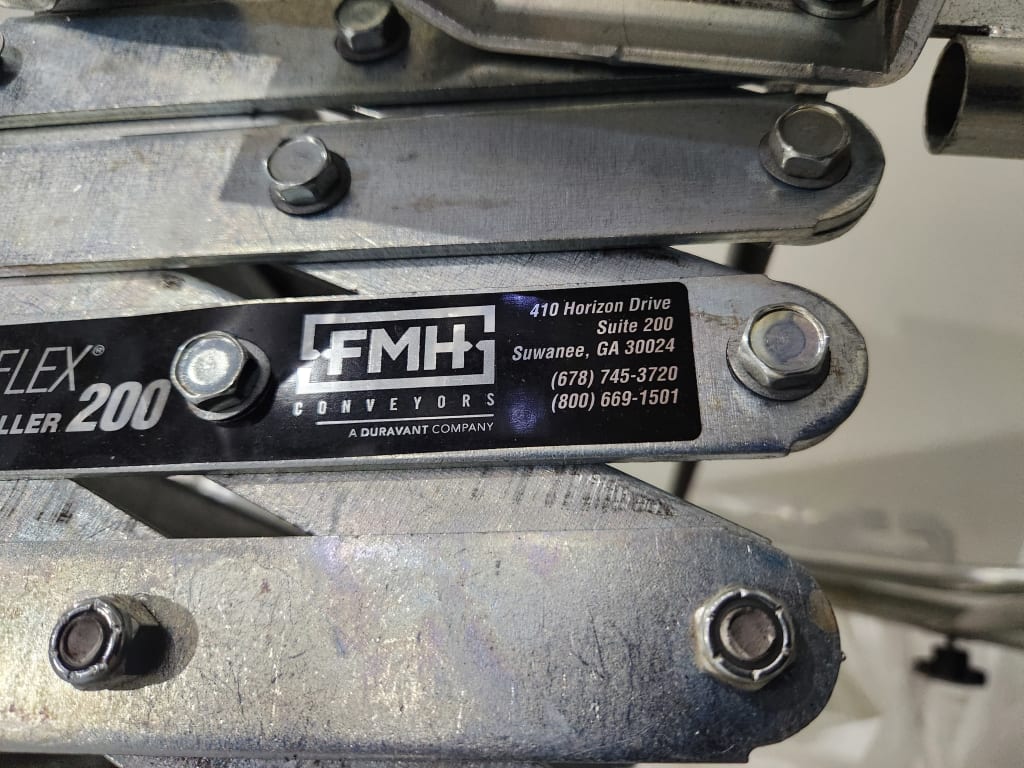 FLEX®
LLER 200
FMH
CONVEYORS
A DURAVANT COMPANY
410 Horizon Drive
Suite 200
Suwanee, GA 30024
(678) 745-3720
(800) 669-1501